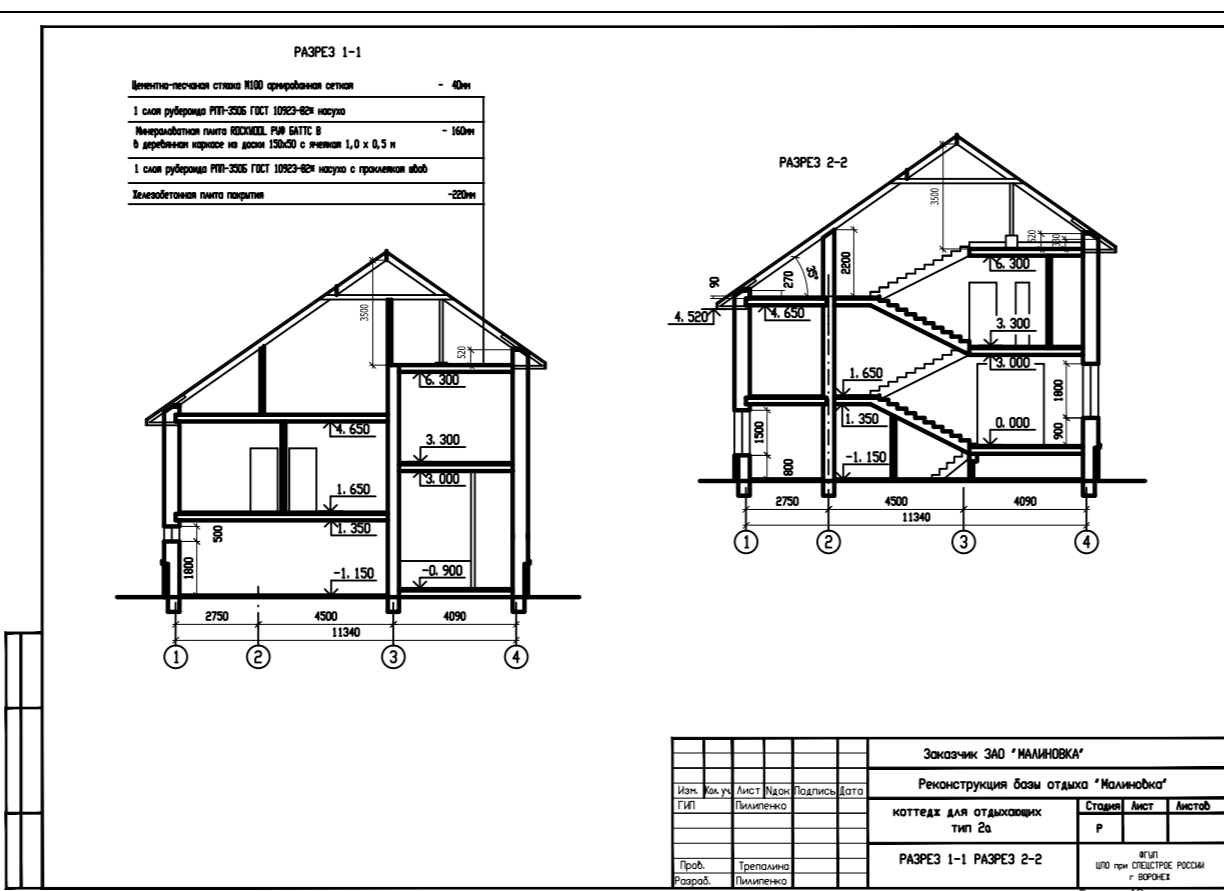 РАЗРЕЗ 1-1
Цементно-песчаная стяжка М100 армированная сеткой - 40мм
1 слой рубероида РПП-350Б ГОСТ 10923-82* насухо
Минераловатная плита ROCKWOOL РУФ БАТТС В - 160мм
в деревянном каркасе из доски 150х50 с ячейкой 1,0 х 0,5 м
1 слой рубероида РПП-350Б ГОСТ 10923-82* насухо с проклейкой швов
Железобетонная плита покрытия -220мм
3500
520
6.300
4.650
3.300
3.000
1.650
1.350
500
1800
-1.150
-0.900
2750 4500 4090
11340
1 2 3 4
РАЗРЕЗ 2-2
3500
520
330
6.300
2200
35°
270
90
4.520
4.650
3.300
3.000
1.650
1.350
1800
0.000
900
1500
800
-1.150
2750 4500 4090
11340
1 2 3 4
Заказчик ЗАО "МАЛИНОВКА"
Реконструкция базы отдыха "Малиновка"
Изм. Кол.уч Лист Nдок Подпись Дата
ГИП Пилипенко
коттедж для отдыхающих
тип 2а
Стадия Лист Листов
Р
Пров. Трепалина
Разраб. Пилипенко
РАЗРЕЗ 1-1 РАЗРЕЗ 2-2
ФГУП
ЦПО при СПЕЦСТРОЕ РОССИИ
г ВОРОНЕЖ